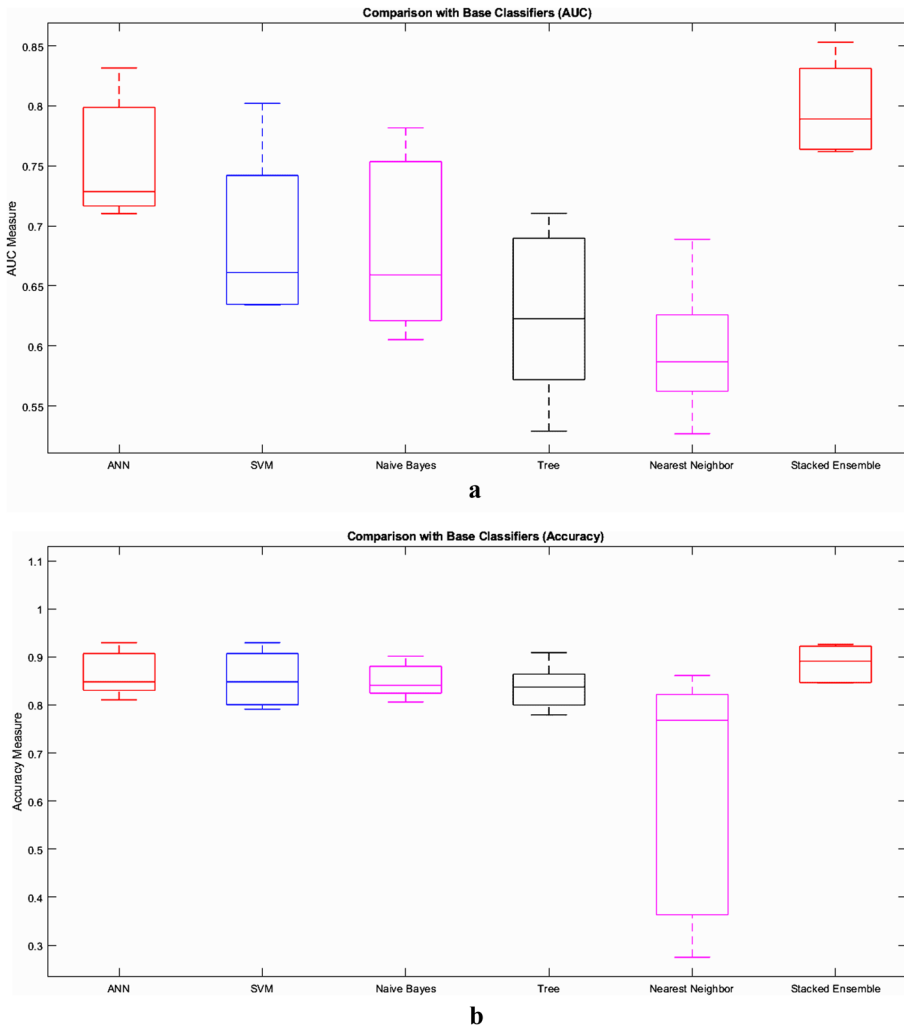 Comparison with Base Classifiers (AUC)
0.85
0.8
0.75
0.7
0.65
0.6
0.55
AUC Measure
ANN SVM Naive Bayes Tree Nearest Neighbor Stacked Ensemble
a
Comparison with Base Classifiers (Accuracy)
1.1
1
0.9
0.8
0.7
0.6
0.5
0.4
0.3
Accuracy Measure
ANN SVM Naive Bayes Tree Nearest Neighbor Stacked Ensemble
b